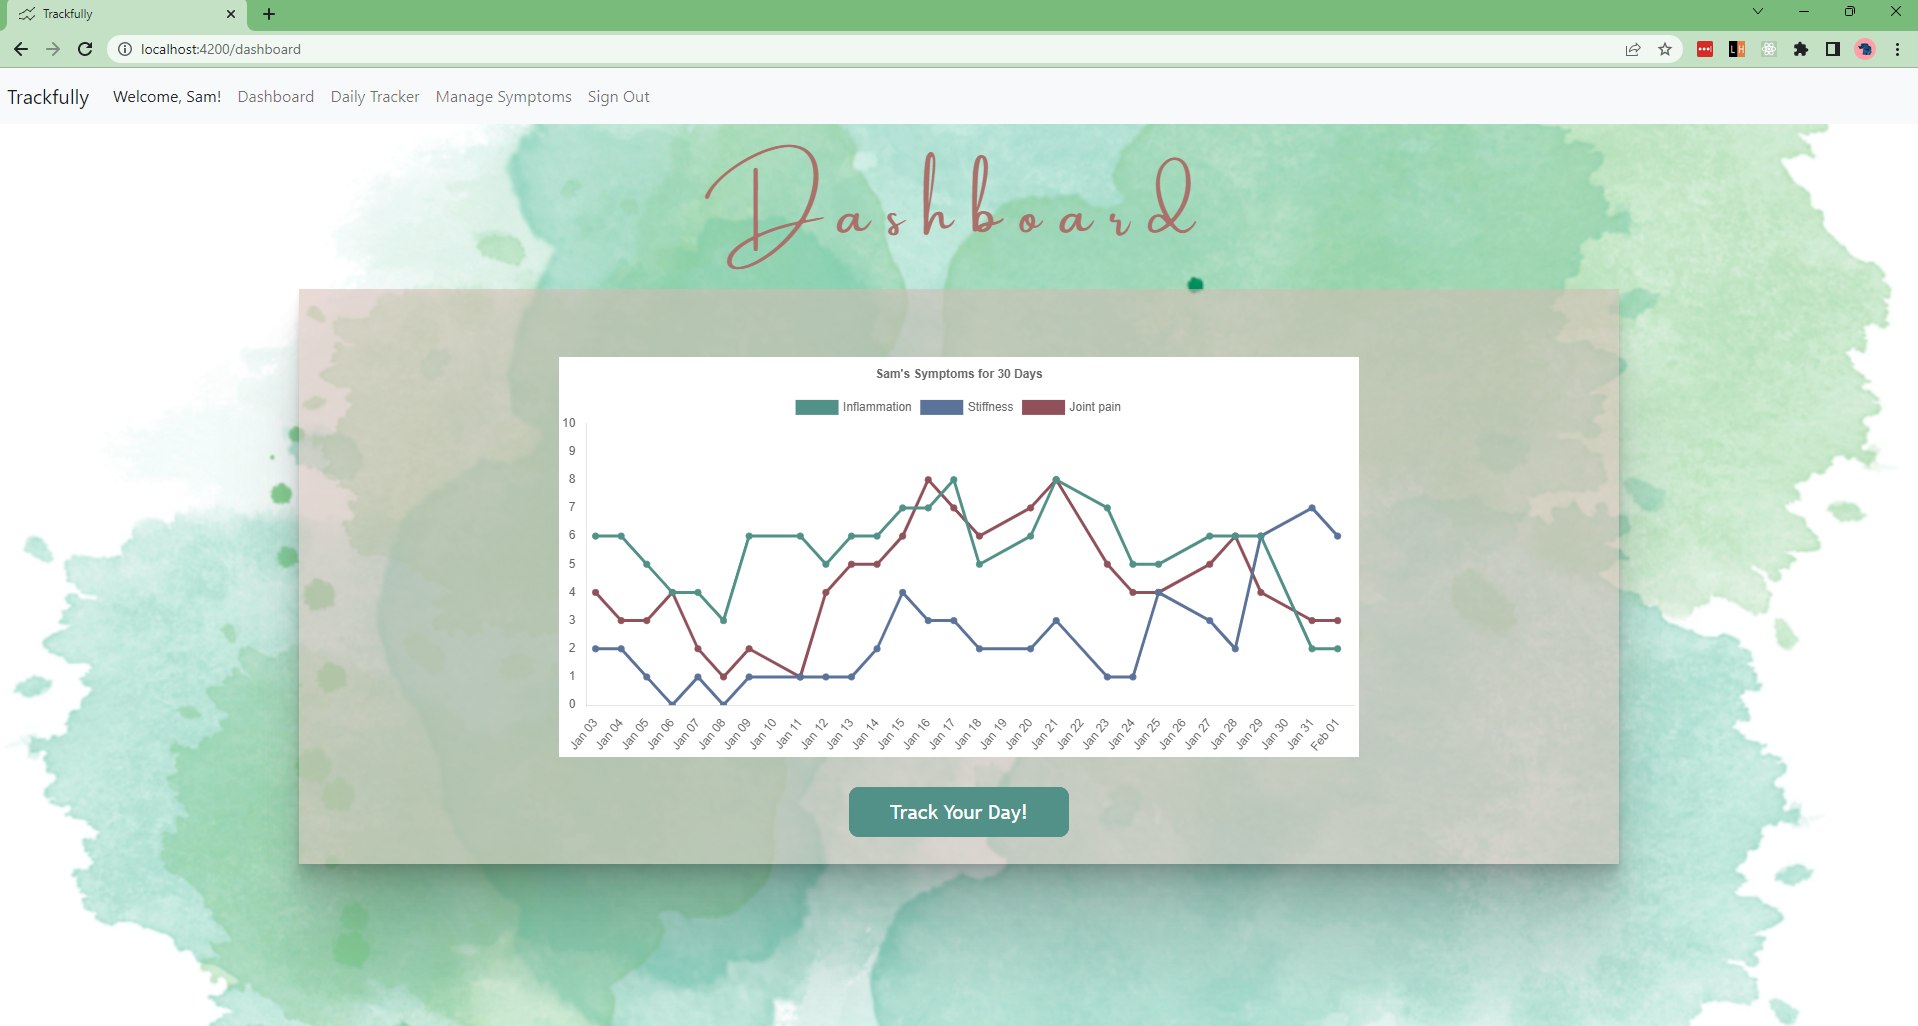 Trackfully
localhost:4200/dashboard
LH
Trackfully Welcome, Sam! Dashboard Daily Tracker Manage Symptoms Sign Out
Dashboard
Sam's Symptoms for 30 Days
Inflammation Stiffness Joint pain
10
9
8
7
6
5
4
3
2
1
0
Jan 03 Jan 04 Jan 05 Jan 06 Jan 07 Jan 08 Jan 09 Jan 10 Jan 11 Jan 12 Jan 13 Jan 14 Jan 15 Jan 16 Jan 17 Jan 18 Jan 19 Jan 20 Jan 21 Jan 22 Jan 23 Jan 24 Jan 25 Jan 26 Jan 27 Jan 28 Jan 29 Jan 30 Jan 31 Feb 01
Track Your Day!